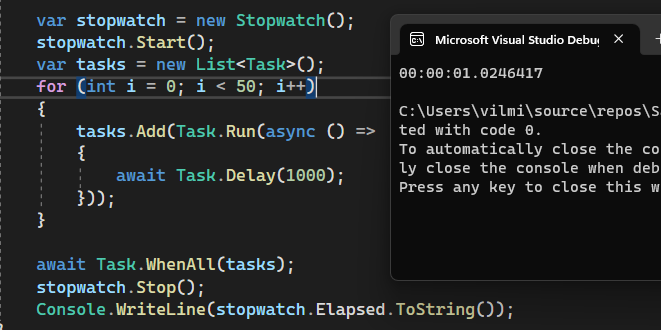 var stopwatch = new Stopwatch();
stopwatch.Start();
var tasks = new List<Task>();
for (int i = 0; i < 50; i++)
{
    tasks.Add(Task.Run(async () =>
    {
        await Task.Delay(1000);
    }));
}

await Task.WhenAll(tasks);
stopwatch.Stop();
Console.WriteLine(stopwatch.Elapsed.ToString());
Microsoft Visual Studio Debug
00:00:01.0246417

C:\Users\vilmi\source\repos\S
ted with code 0.
To automatically close the co
ly close the console when deb
Press any key to close this w